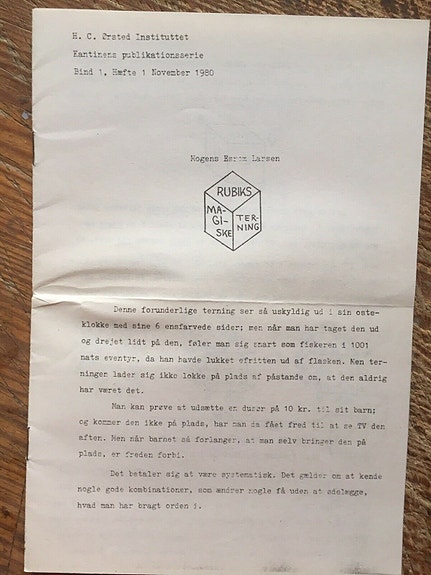 H. C. Ørsted Instituttet
Kantinens publikationsserie
Bind 1, Hæfte 1 November 1980
Mogens Esrom Larsen
RUBIKS
MA-
GI-
SKE
TER-
NING
Denne forunderlige terning ser så uskyldig ud i sin oste-
klokke med sine 6 ensfarvede sider; men når man har taget den ud
og drejet lidt på den, føler man sig snart som fiskeren i 1001
nats eventyr, da han havde lukket efritten ud af flasken. Men ter-
ningen lader sig ikke lokke på plads af påstande om, at den aldrig
har været det.
Man kan prøve at udsætte en dusør på 10 kr. til sit barn;
og kommer den ikke på plads, har man da fået fred til at se TV den
aften. Men når barnet så forlanger, at man selv bringer den på
plads, er freden forbi.
Det betaler sig at være systematisk. Det gælder om at kende
nogle gode kombinationer, som ændrer nogle få uden at ødelægge,
hvad man har bragt orden i.